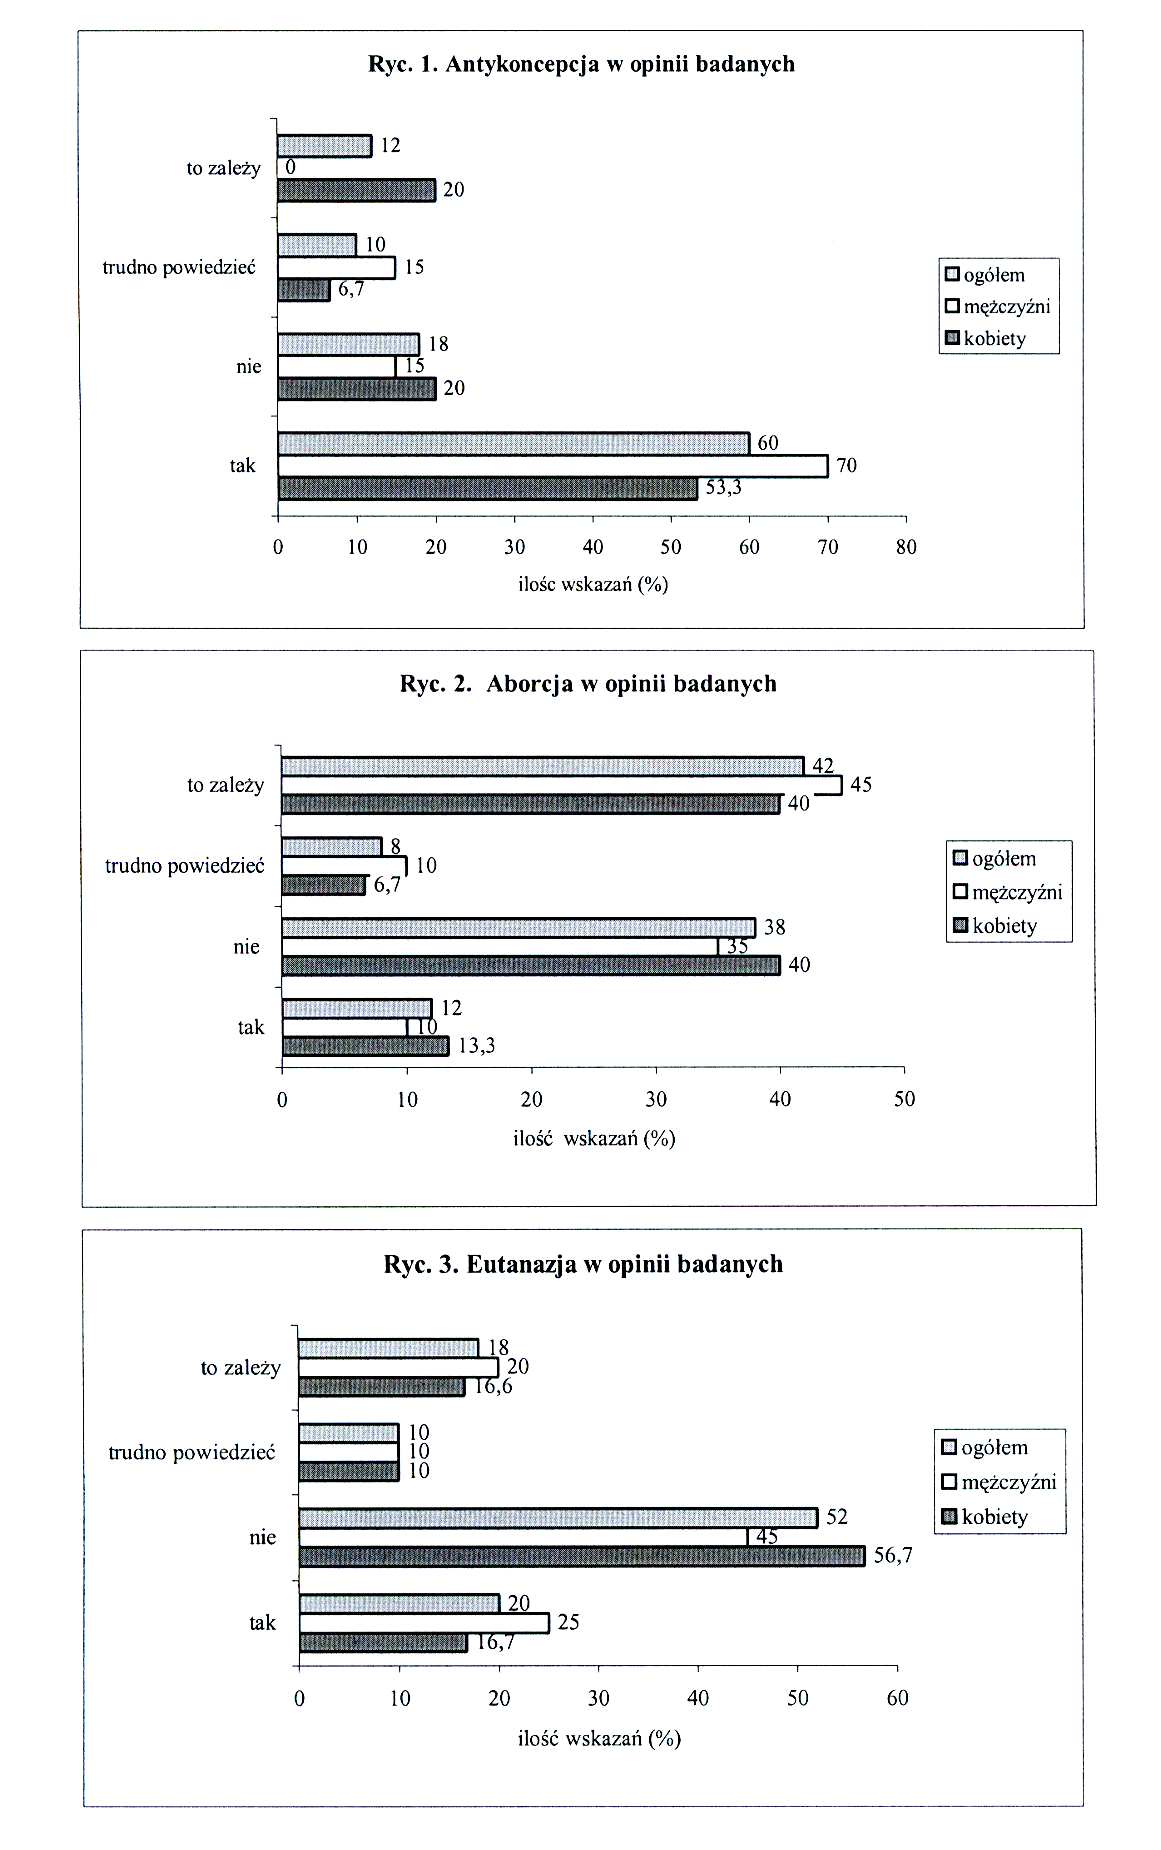 Ryc. 1. Antykoncepcja w opinii badanych
to zależy
12
0
20
trudno powiedzieć
10
15
6,7
nie
18
15
20
tak
60
70
53,3
0 10 20 30 40 50 60 70 80
ilośc wskazań (%)
ogółem
mężczyźni
kobiety
Ryc. 2. Aborcja w opinii badanych
to zależy
42
45
40
trudno powiedzieć
8
10
6,7
nie
38
35
40
tak
12
10
13,3
0 10 20 30 40 50
ilość wskazań (%)
ogółem
mężczyźni
kobiety
Ryc. 3. Eutanazja w opinii badanych
to zależy
18
20
16,6
trudno powiedzieć
10
10
10
nie
52
45
56,7
tak
20
25
16,7
0 10 20 30 40 50 60
ilość wskazań (%)
ogółem
mężczyźni
kobiety